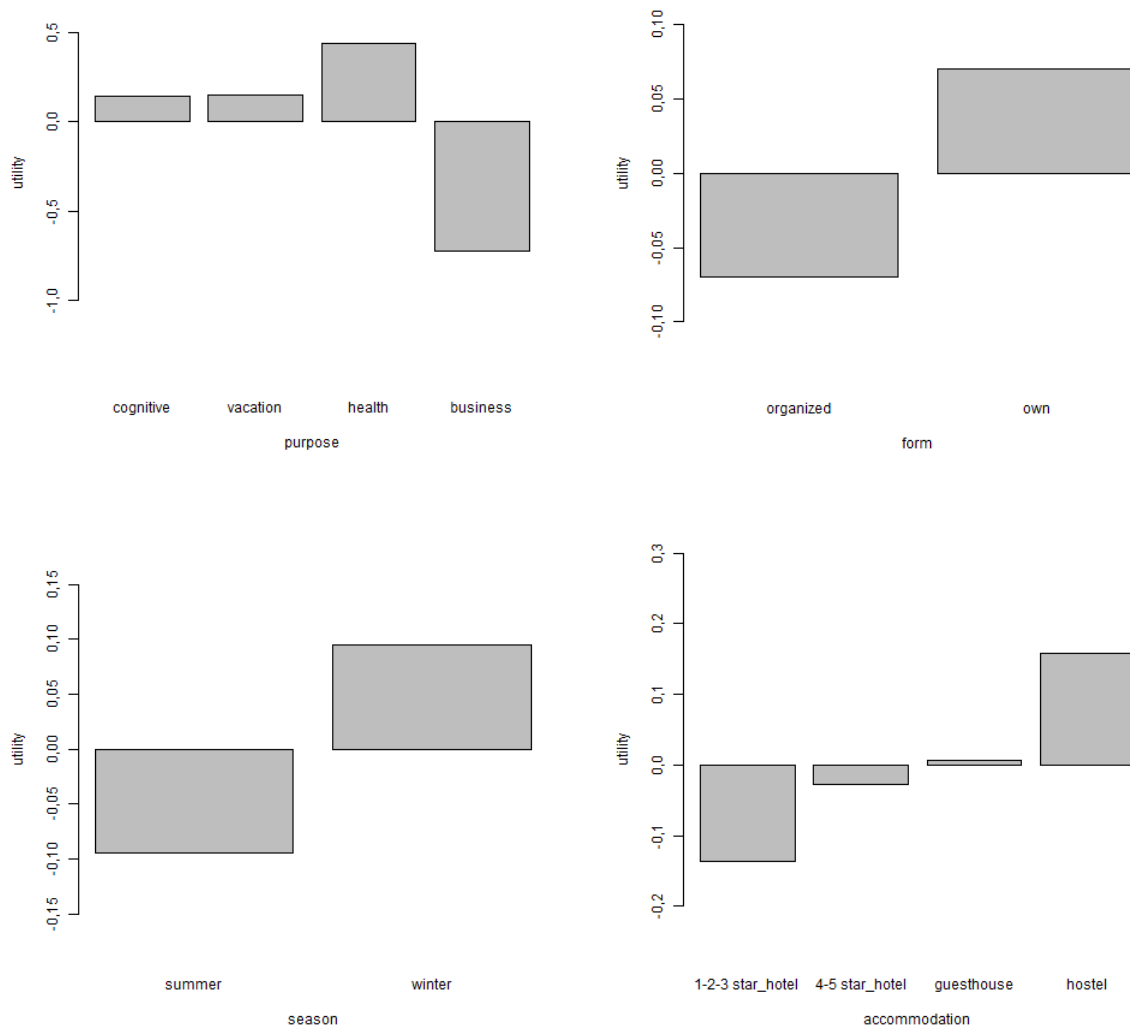 utility
0,5
0,0
-0,5
-1,0
cognitive vacation health business
purpose
utility
0,10
0,05
0,00
-0,05
-0,10
organized own
form
utility
0,15
0,10
0,05
0,00
-0,05
-0,10
-0,15
summer winter
season
utility
0,3
0,2
0,1
0,0
-0,1
-0,2
1-2-3 star_hotel 4-5 star_hotel guesthouse hostel
accommodation